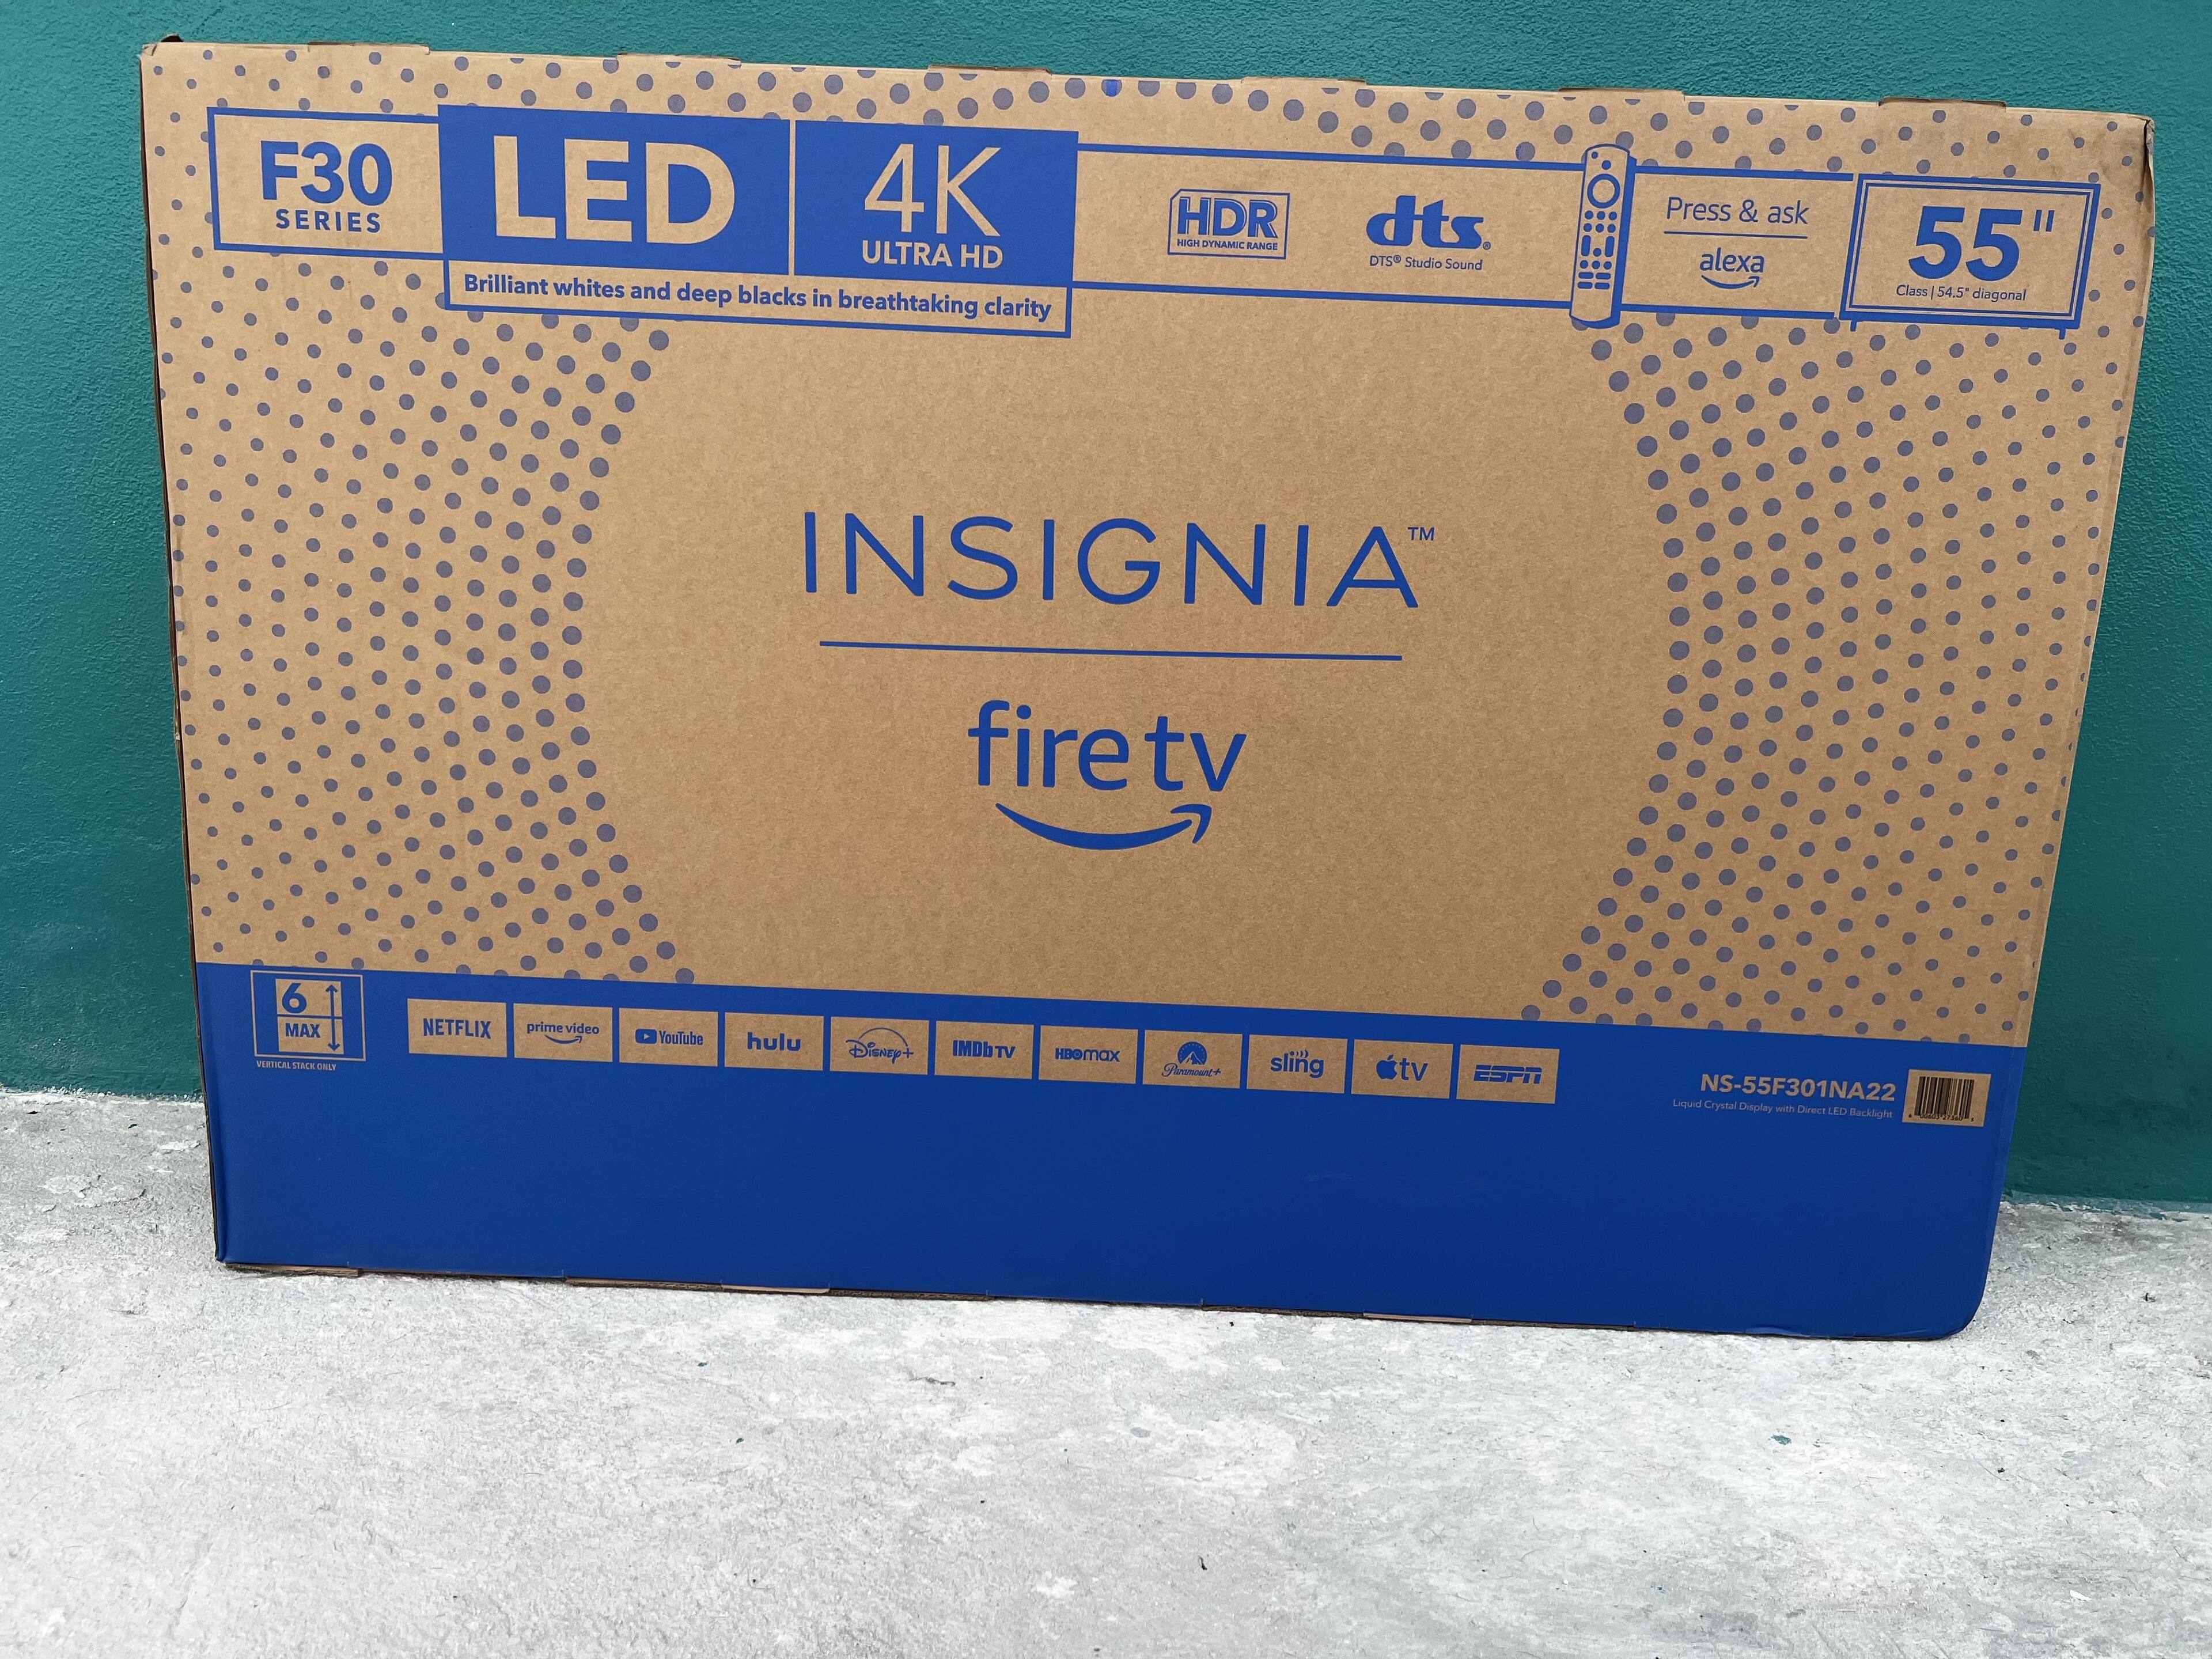 F30
SERIES
LED
4K
ULTRA HD
Brilliant whites and deep blacks in breathtaking clarity
HDR
HIGH DYNAMIC RANGE
dts®
DTS® Studio Sound
Press & ask
alexa
55"
Class | 54.5" diagonal
INSIGNIA™
fire tv
6
MAX
VERTICAL STACK ONLY
NETFLIX
prime video
YouTube
hulu
Disney+
IMDb TV
HBOmax
Paramount+
sling
tv
ESPN
NS-55F301NA22
Liquid Crystal Display with Direct LED Backlight